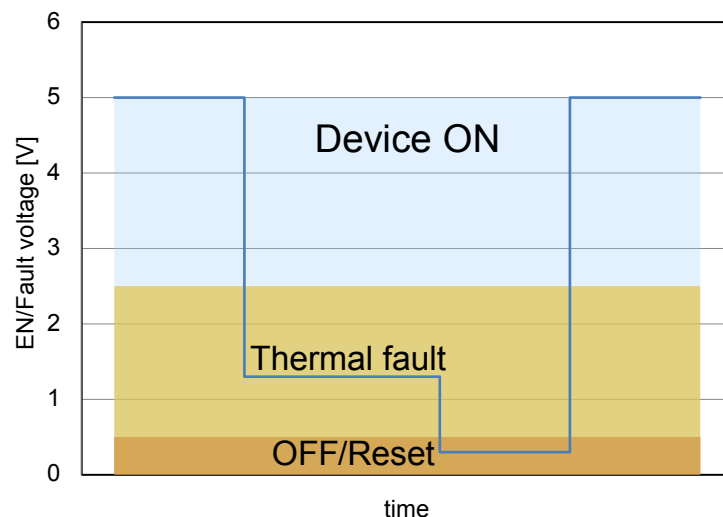 6
5
4
3
2
1
0
EN/Fault voltage [V]
Device ON
Thermal fault
OFF/Reset
time